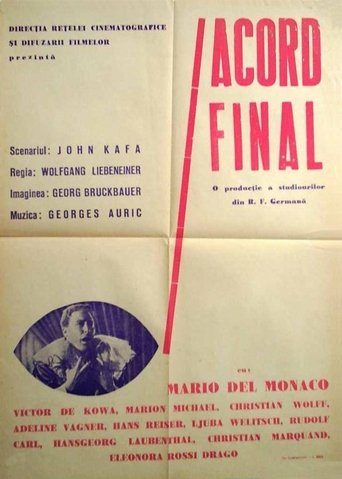 DIRECȚIA REȚELEI CINEMATOGRAFICE
ȘI DIFUZARII FILMELOR
prezintă
ACORD
FINAL
O producție a studiourilor
din R. F. Germană
Scenariul: JOHN KAFA
Regia: WOLFGANG LIEBENEINER
Imaginea: GEORG BRUCKBAUER
Muzica: GEORGES AURIC
cu:
MARIO DEL MONACO
VICTOR DE KOWA, MARION MICHAEL, CHRISTIAN WOLFF,
ADELINE VAGNER, HANS REISER, LJUBA WELITSCH, RUDOLF
CARL, HANSGEORG LAUBENTHAL, CHRISTIAN MARQUAND,
ELEONORA ROSSI DRAGO